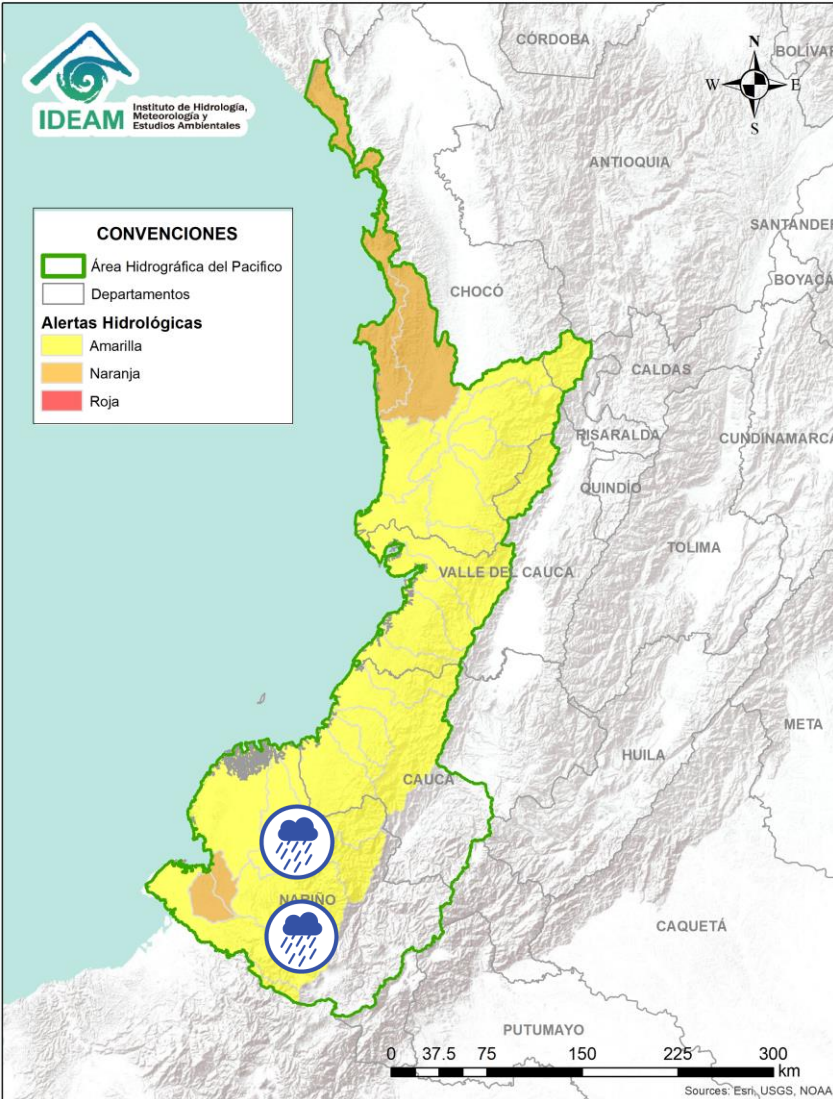 IDEAM
Instituto de Hidrología,
Meteorología y
Estudios Ambientales
N
W
E
S
CONVENCIONES
Área Hidrográfica del Pacifico
Departamentos
Alertas Hidrológicas
Amarilla
Naranja
Roja
CÓRDOBA
BOLÍVAR
ANTIOQUIA
SANTANDER
BOYACÁ
CHOCÓ
CALDAS
RISARALDA
CUNDINAMARCA
QUINDÍO
TOLIMA
VALLE DEL CAUCA
META
HUILA
CAUCA
NARIÑO
CAQUETÁ
PUTUMAYO
0 37.5 75 150 225 300
km
Sources: Esri, USGS, NOAA